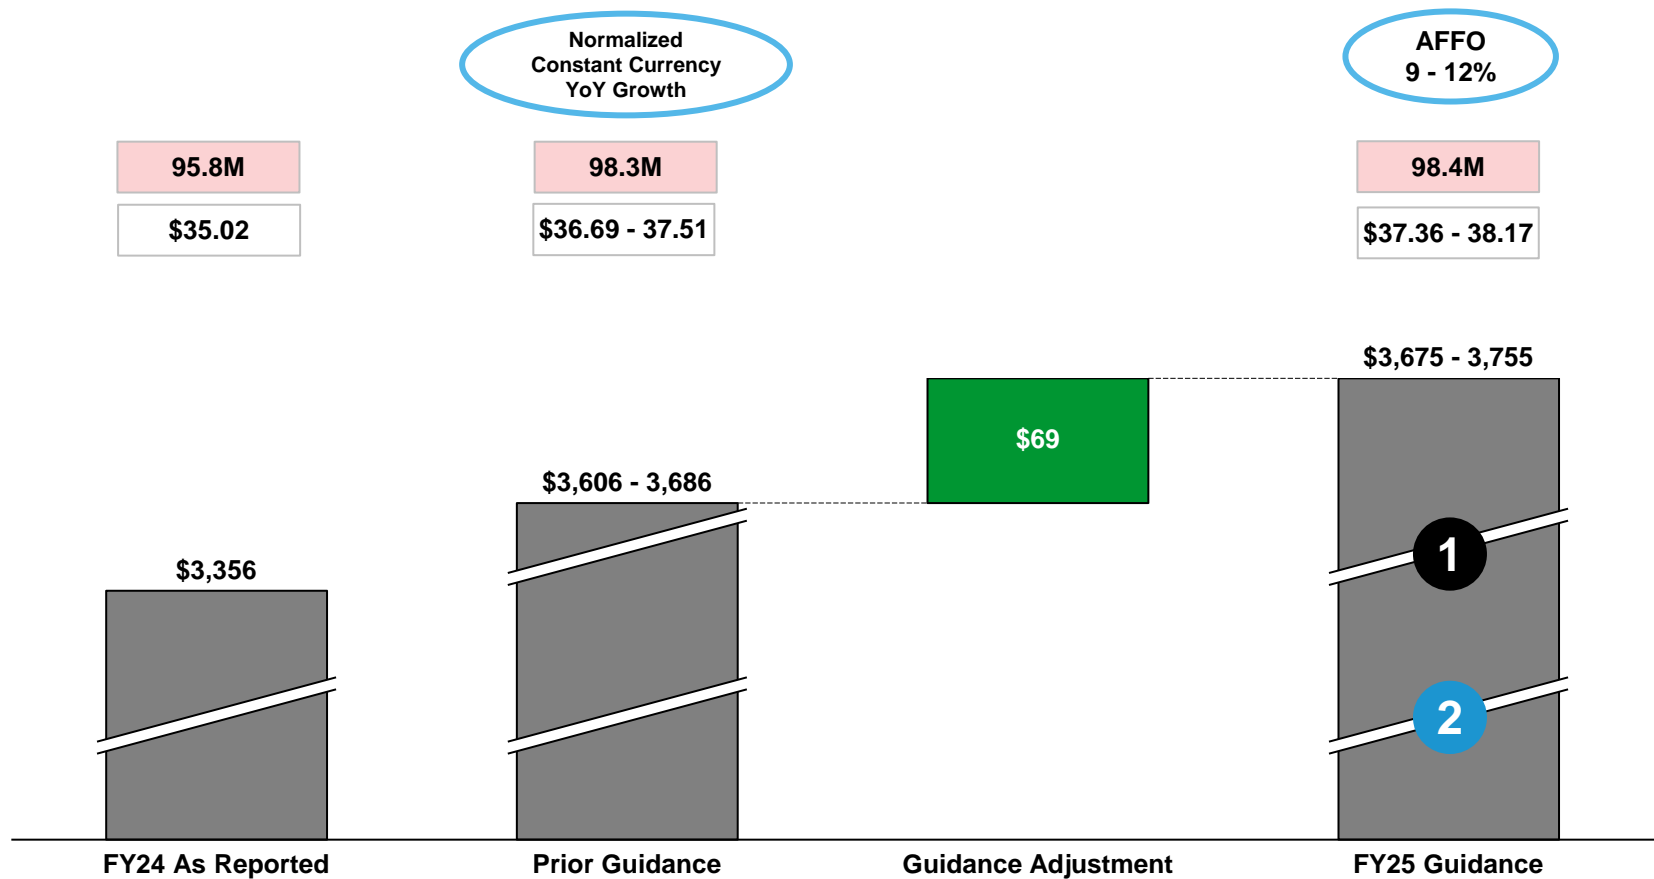 Normalized
Constant Currency
YoY Growth
AFFO
9 - 12%
95.8M
98.3M
98.4M
$35.02
$36.69 - 37.51
$37.36 - 38.17
$3,675 - 3,755
$69
$3,606 - 3,686
1
$3,356
2
FY24 As Reported
Prior Guidance
Guidance Adjustment
FY25 Guidance